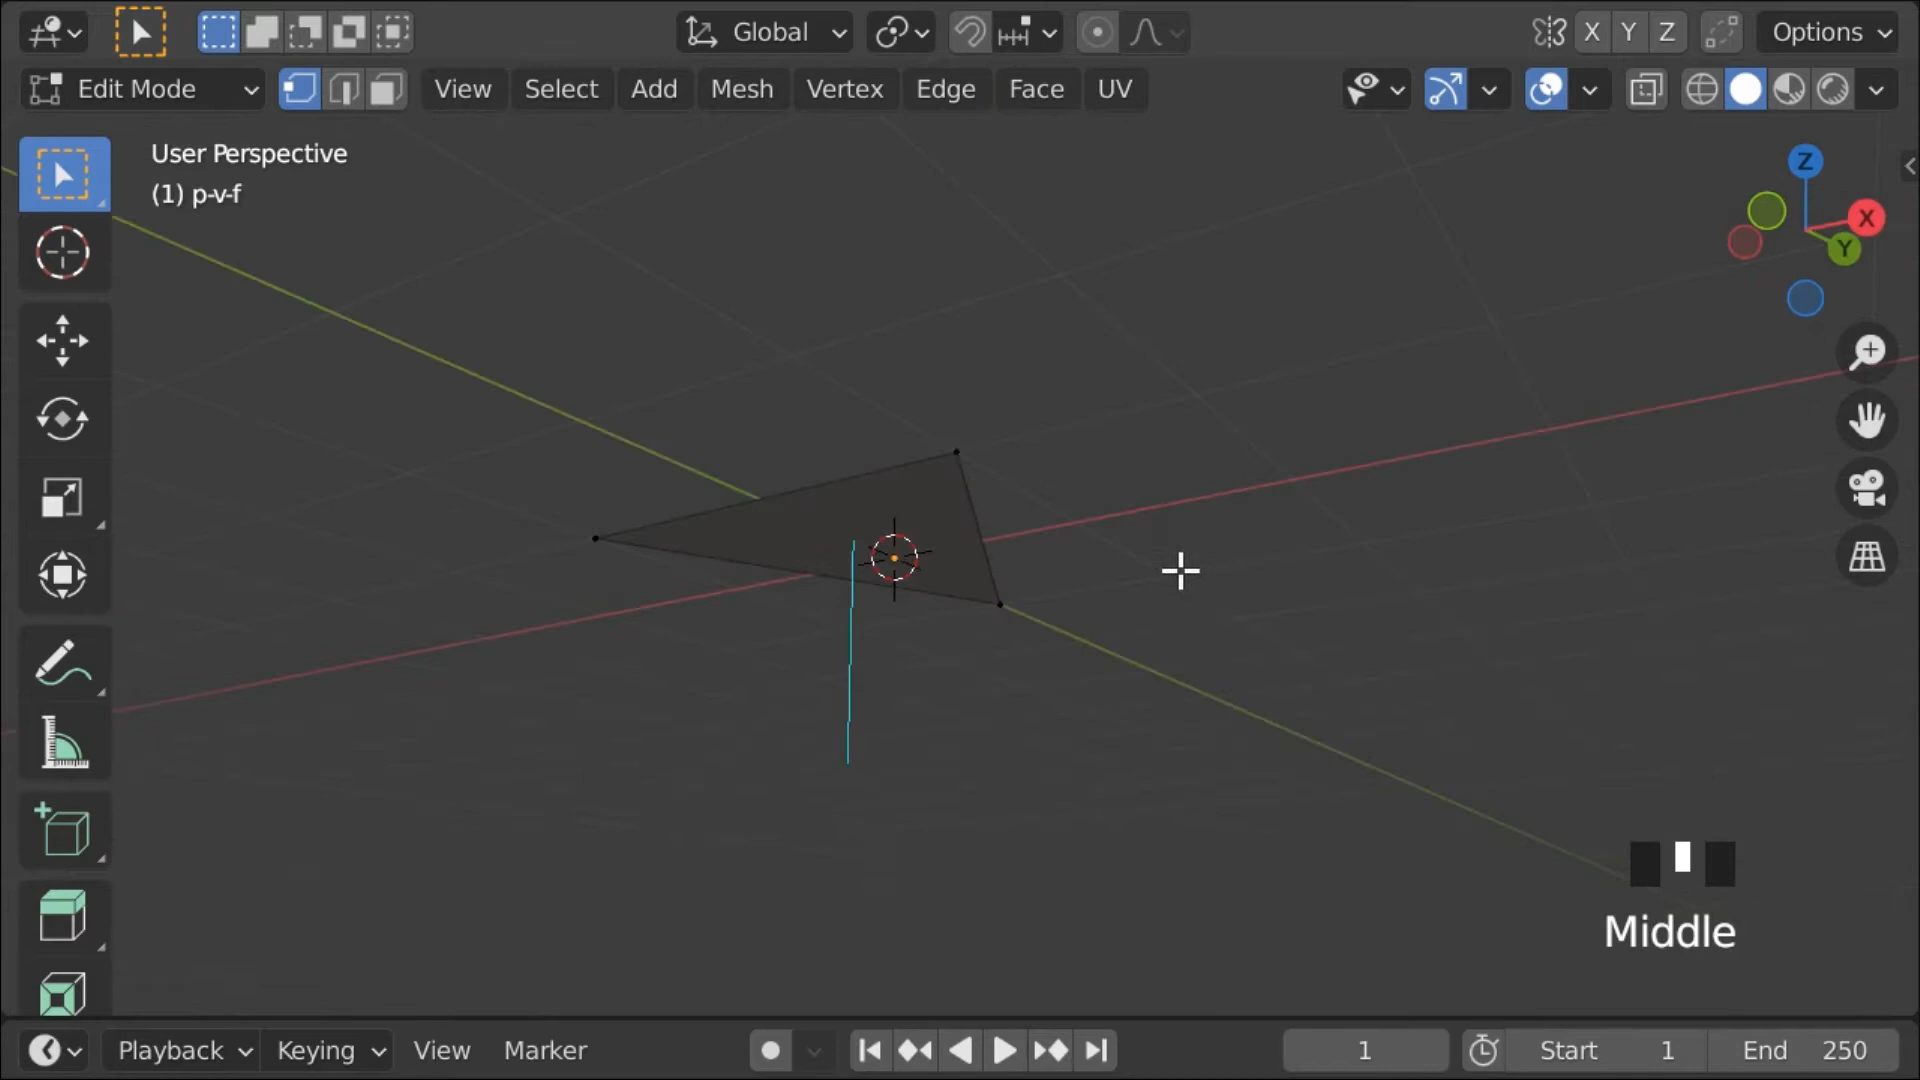 Global
X Y Z
Options
Edit Mode
View Select Add Mesh Vertex Edge Face UV
User Perspective
(1) p-v-f
Z
X
Y
Middle
Playback
Keying
View
Marker
1
Start 1
End 250